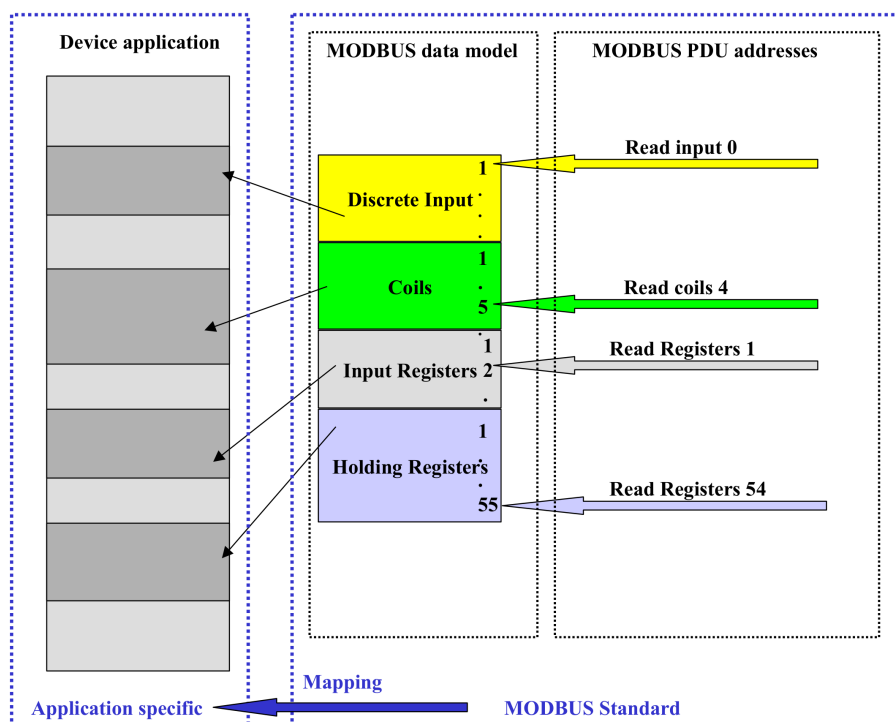 Device application
MODBUS data model
MODBUS PDU addresses
Read input 0
1
.
Discrete Input .
.
.
1
Coils
.
Read coils 4
5
.
1
Read Registers 1
Input Registers 2
.
1
.
Holding Registers
.
.
Read Registers 54
55
Mapping
Application specific
MODBUS Standard